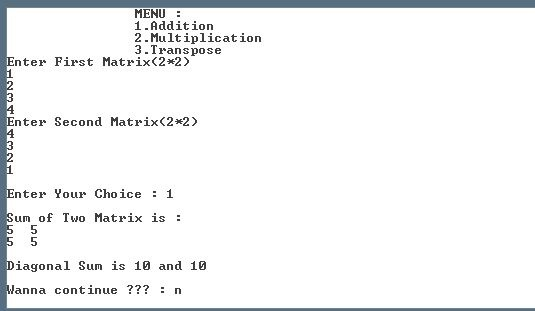 MENU :
1.Addition
2.Multiplication
3.Transpose
Enter First Matrix(2*2)
1
2
3
4
Enter Second Matrix(2*2)
4
3
2
1
Enter Your Choice : 1
Sum of Two Matrix is :
5  5
5  5
Diagonal Sum is 10 and 10
Wanna continue ??? : n